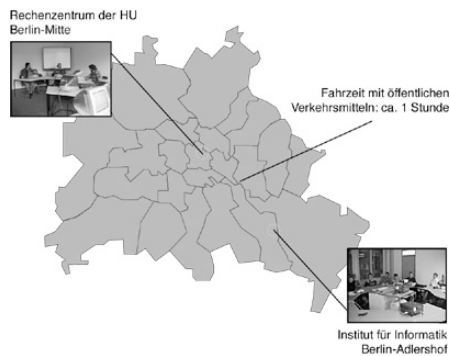 Rechenzentrum der HU
Berlin-Mitte
Fahrzeit mit öffentlichen
Verkehrsmitteln: ca. 1 Stunde
Institut für Informatik
Berlin-Adlershof